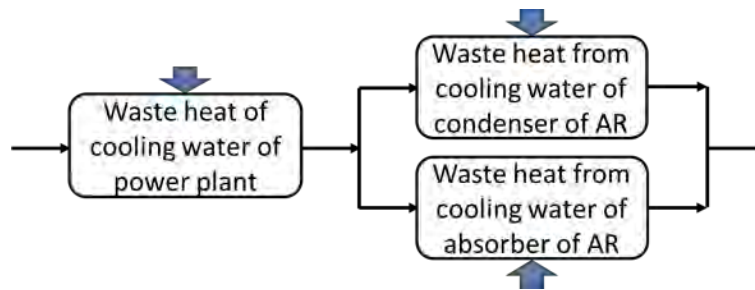 Waste heat of
cooling water of
power plant
Waste heat from
cooling water of
condenser of AR
Waste heat from
cooling water of
absorber of AR